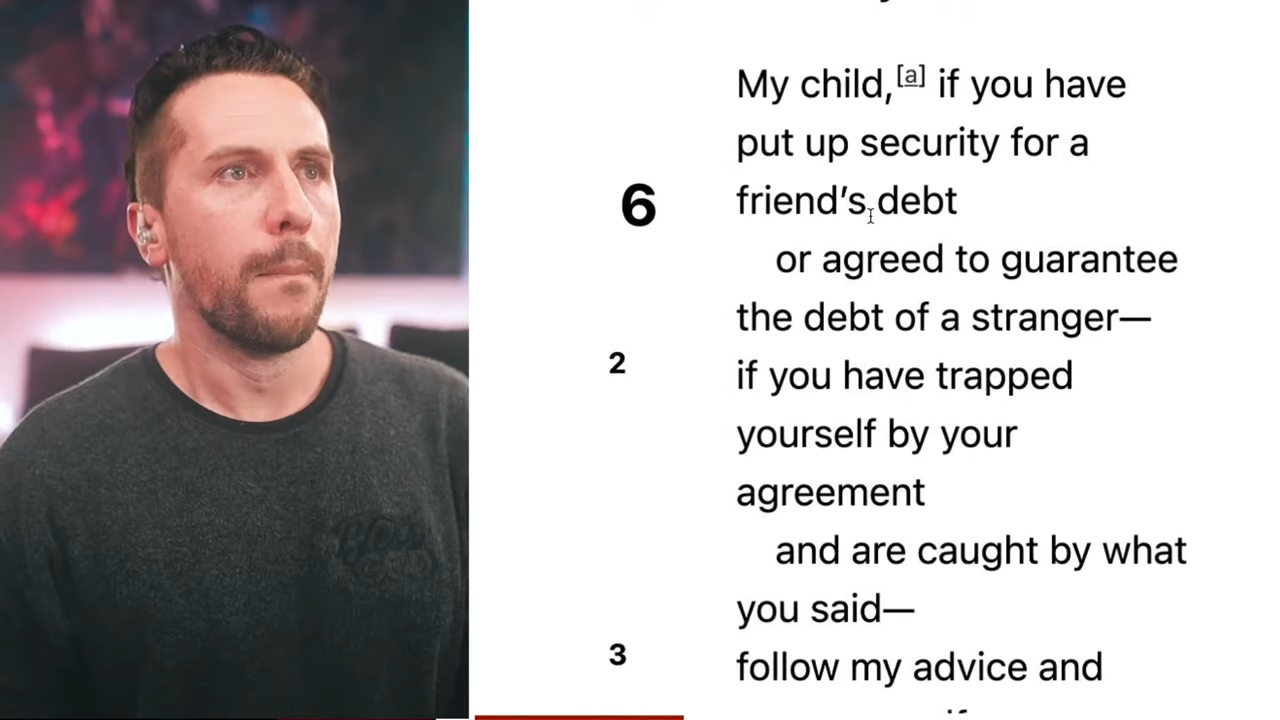 My child,[a] if you have
put up security for a
6 friend’s debt
or agreed to guarantee
the debt of a stranger—
2 if you have trapped
yourself by your
agreement
and are caught by what
you said—
3 follow my advice and